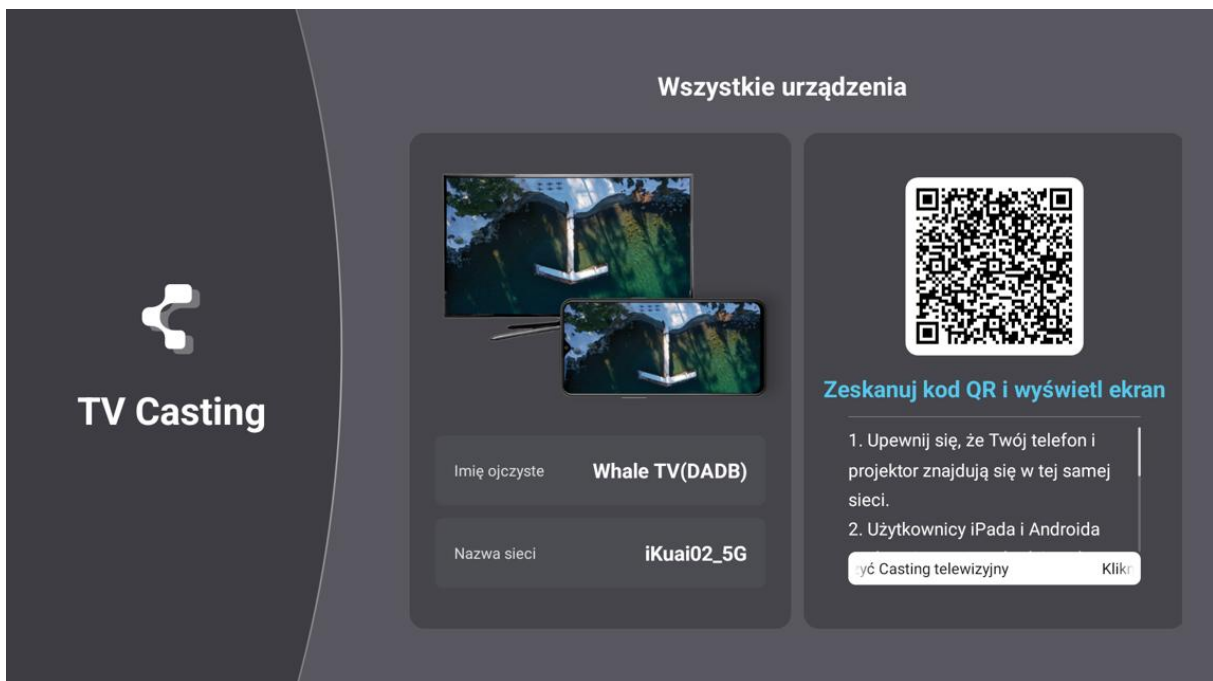 Wszystkie urządzenia
TV Casting
Imię ojczyste Whale TV(DADB)
Nazwa sieci iKuai02_5G
Zeskanuj kod QR i wyświetl ekran
1. Upewnij się, że Twój telefon i
projektor znajdują się w tej samej
sieci.
2. Użytkownicy iPada i Androida
Casting telewizyjny